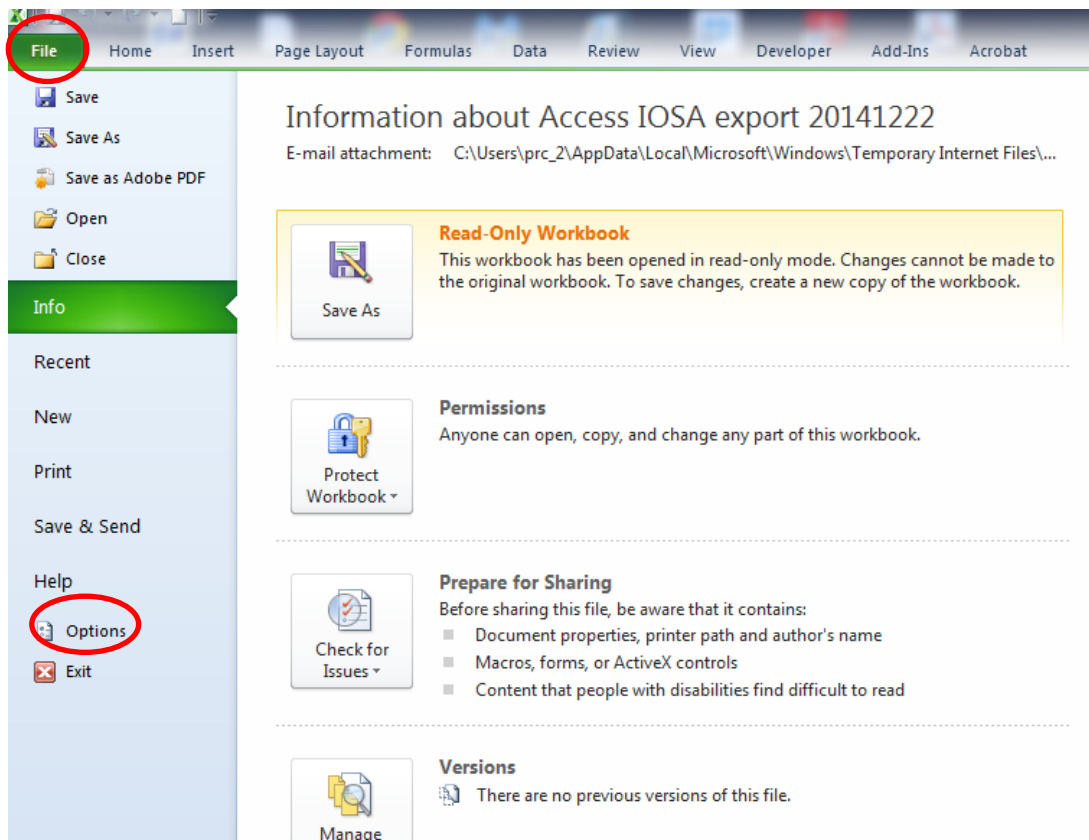 File Home Insert Page Layout Formulas Data Review View Developer Add-Ins Acrobat
Save
Save As
Save as Adobe PDF
Open
Close
Info
Recent
New
Print
Save & Send
Help
Options
Exit
Information about Access IOSA export 20141222
E-mail attachment: C:\Users\prc_2\AppData\Local\Microsoft\Windows\Temporary Internet Files\...
Save As
Read-Only Workbook
This workbook has been opened in read-only mode. Changes cannot be made to
the original workbook. To save changes, create a new copy of the workbook.
Protect
Workbook
Permissions
Anyone can open, copy, and change any part of this workbook.
Check for
Issues
Prepare for Sharing
Before sharing this file, be aware that it contains:
Document properties, printer path and author's name
Macros, forms, or ActiveX controls
Content that people with disabilities find difficult to read
Manage
Versions
There are no previous versions of this file.